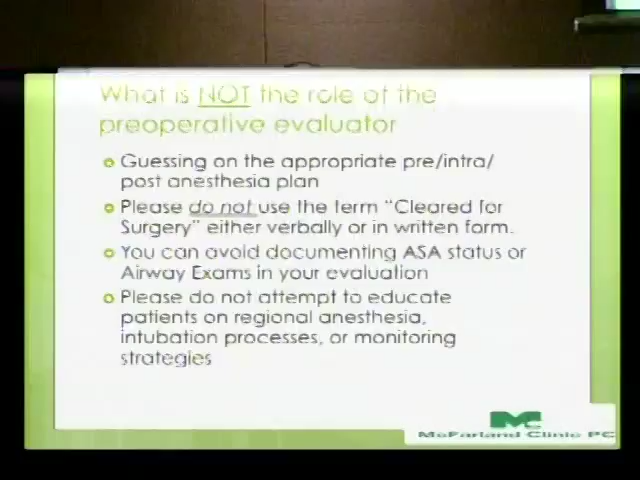 What is NOT the role of the
preoperative evaluator
Guessing on the appropriate pre/intra/
post anesthesia plan
Please do not use the term “Cleared for
Surgery” either verbally or in written form.
You can avoid documenting ASA status or
Airway Exams in your evaluation
Please do not attempt to educate
patients on regional anesthesia,
intubation processes, or monitoring
strategies
McFarland Clinic PC